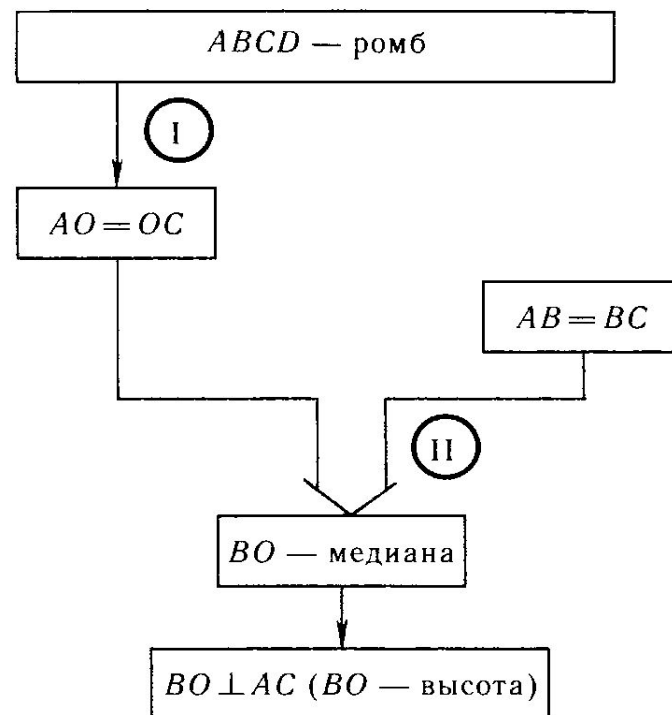 ABCD — ромб
I
AO = OC
AB = BC
II
BO — медиана
BO ⊥ AC (BO — высота)